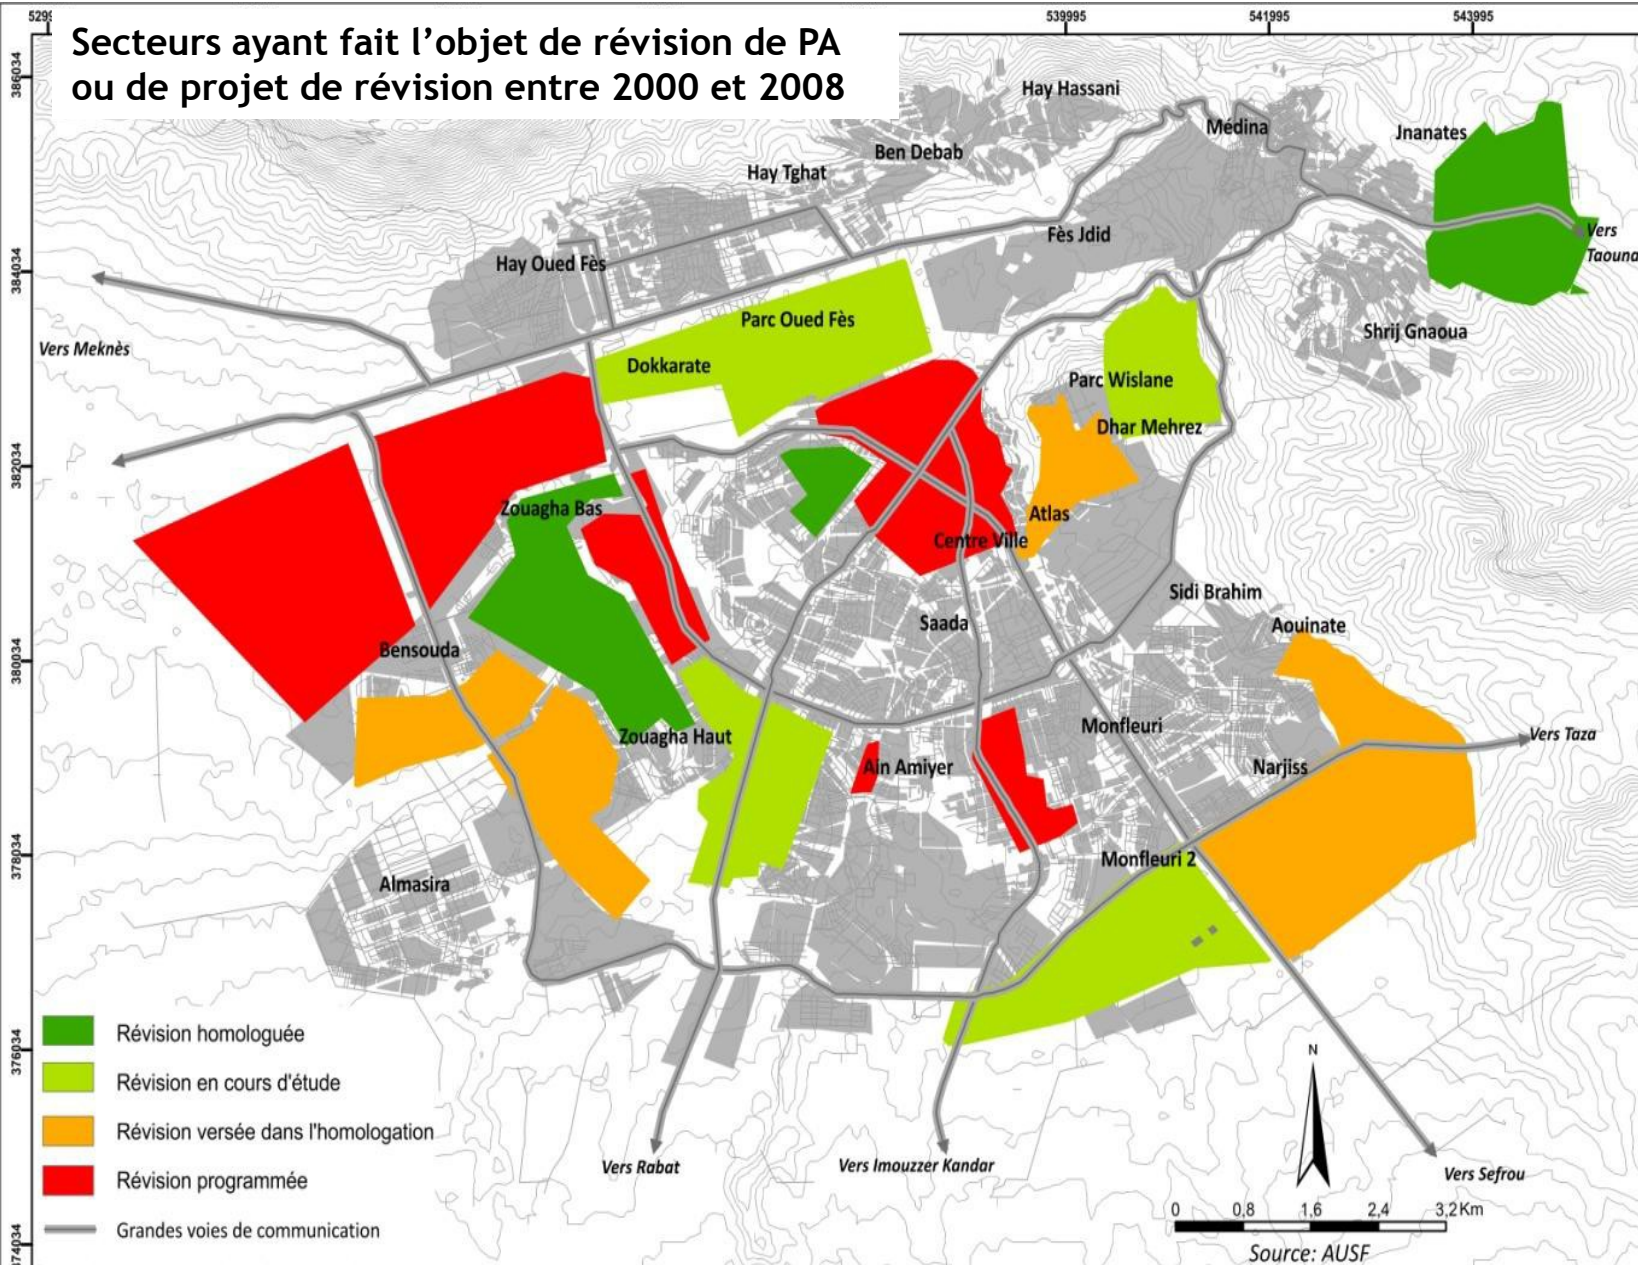 Secteurs ayant fait l’objet de révision de PA
ou de projet de révision entre 2000 et 2008
539995
541995
543995
386034
384034
382034
380034
378034
376034
Hay Hassani
Médina
Jnanates
Ben Debab
Hay Tghat
Fès Jdid
Vers
Taouna
Hay Oued Fès
Parc Oued Fès
Shrij Gnaoua
Vers Meknès
Dokkarate
Parc Wislane
Dhar Mehrez
Zouagha Bas
Atlas
Centre Ville
Sidi Brahim
Saada
Aouinate
Bensouda
Monfleuri
Zouagha Haut
Vers Taza
Ain Amiyer
Narjiss
Monfleuri 2
Almasira
Révision homologuée
Révision en cours d'étude
Révision versée dans l'homologation
Révision programmée
Grandes voies de communication
Vers Rabat
Vers Imouzzer Kandar
Vers Sefrou
N
0 0,8 1,6 2,4 3,2 Km
Source: AUSF